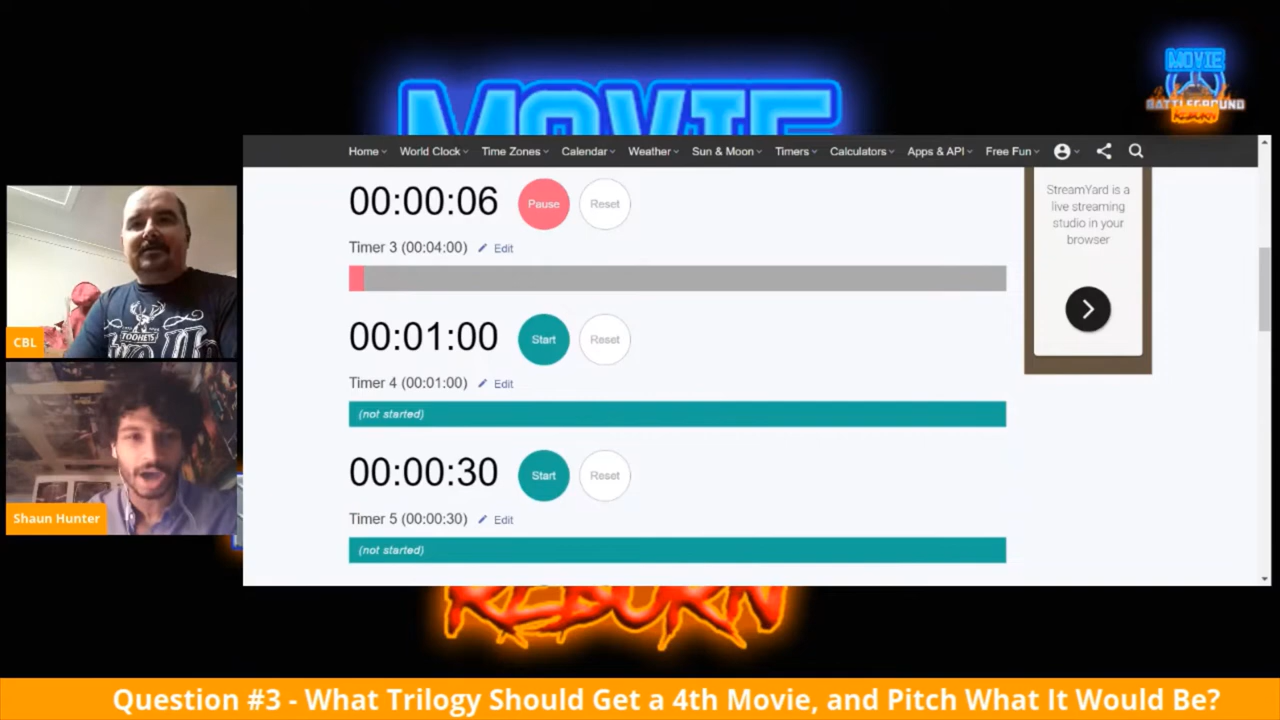 MOVIE
MOVIE
BATTLEGROUND
REBORN
Home World Clock Time Zones Calendar Weather Sun & Moon Timers Calculators Apps & API Free Fun
00:00:06 Pause Reset
Timer 3 (00:04:00) Edit
00:01:00 Start Reset
Timer 4 (00:01:00) Edit
(not started)
00:00:30 Start Reset
Timer 5 (00:00:30) Edit
(not started)
StreamYard is a
live streaming
studio in your
browser
TOOHEYS
CBL
Shaun Hunter
REBORN
Question #3 - What Trilogy Should Get a 4th Movie, and Pitch What It Would Be?